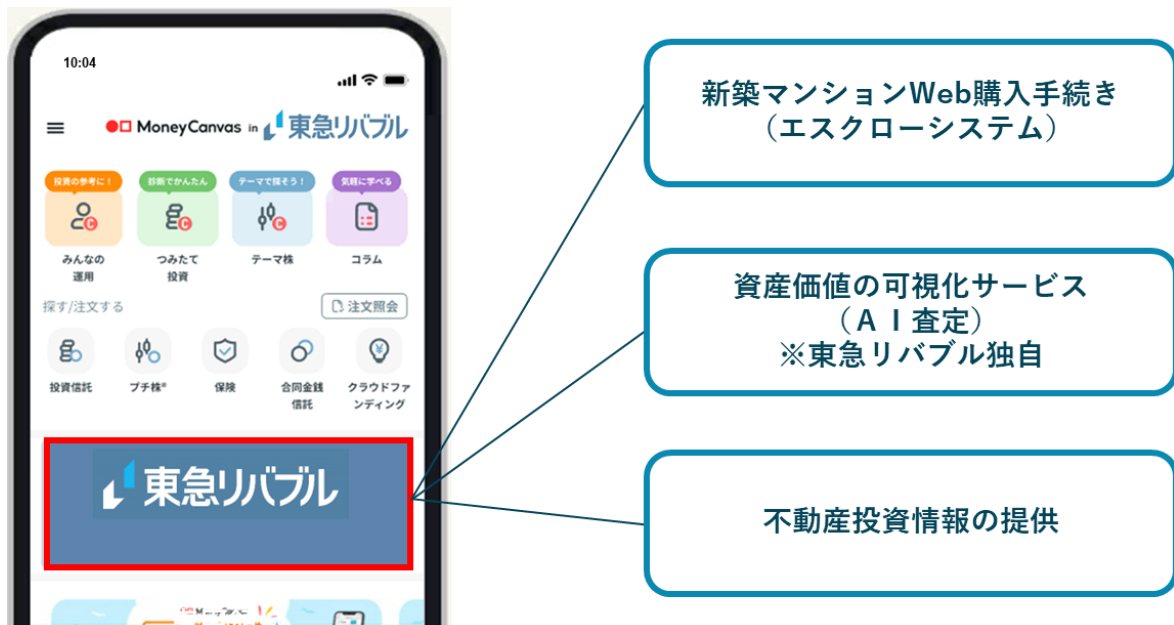 10:04
MoneyCanvas in 東急リバブル
投資の参考に!
診断でかんたん
テーマで探そう!
気軽に学べる
みんなの
運用
つみたて
投資
テーマ株
コラム
探す/注文する
注文照会
投資信託
プチ株®
保険
合同金銭
信託
クラウドファ
ンディング
東急リバブル
新築マンションWeb購入手続き
(エスクローシステム)
資産価値の可視化サービス
(AI査定)
※東急リバブル独自
不動産投資情報の提供